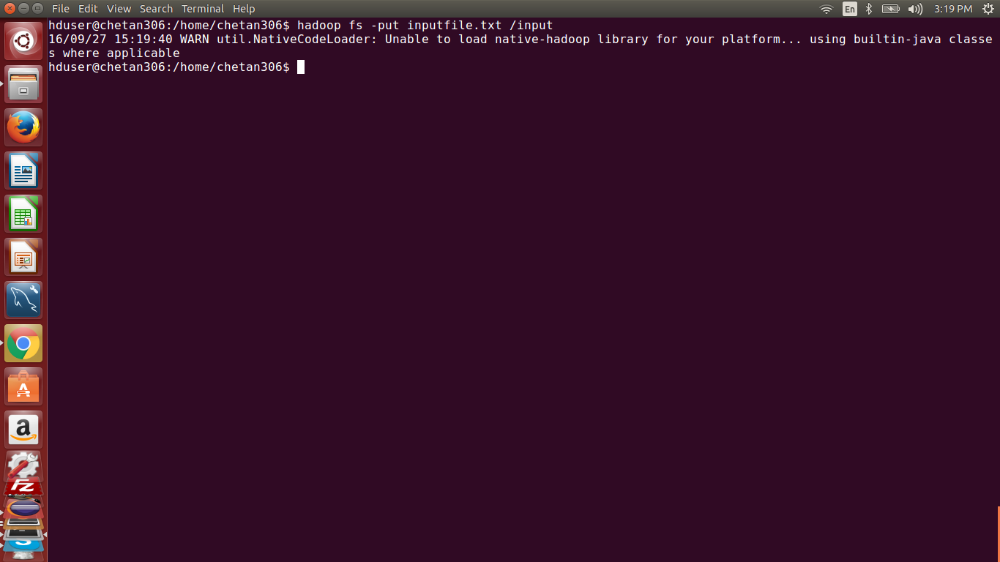 File Edit View Search Terminal Help
En
3:19 PM
hduser@chetan306:/home/chetan306$ hadoop fs -put inputfile.txt /input
16/09/27 15:19:40 WARN util.NativeCodeLoader: Unable to load native-hadoop library for your platform... using builtin-java classe
s where applicable
hduser@chetan306:/home/chetan306$
A
a
FZ
S